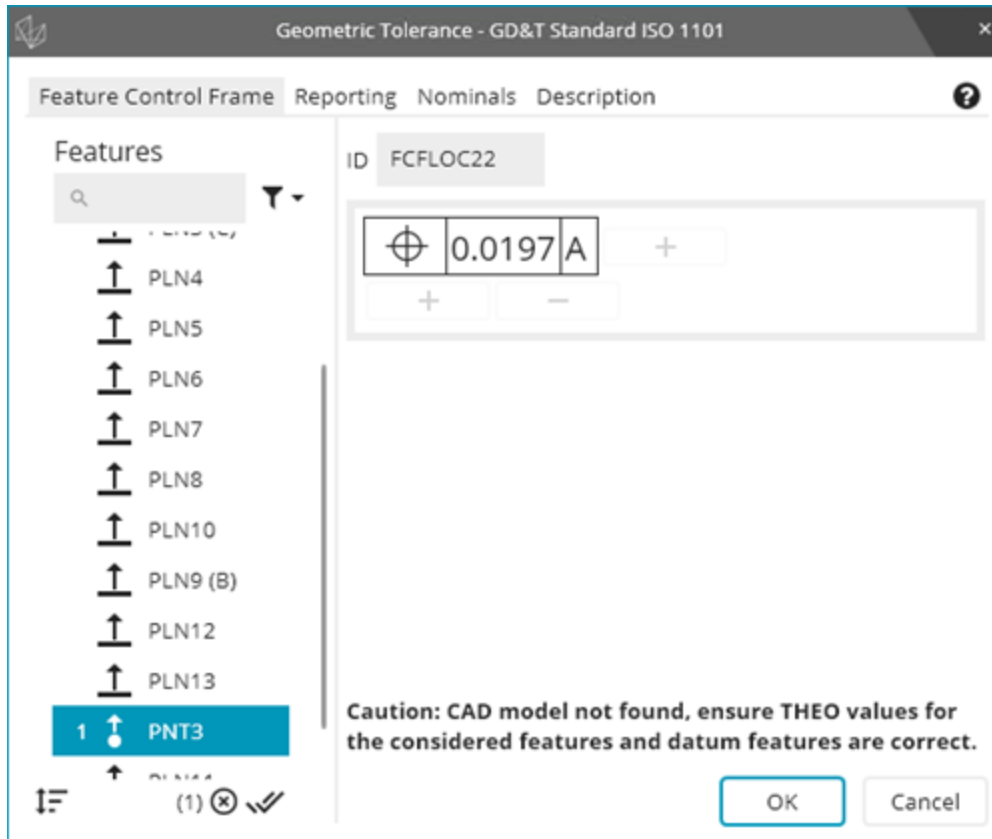 Geometric Tolerance - GD&T Standard ISO 1101
Feature Control Frame Reporting Nominals Description
Features
ID FCFLOC22
0.0197 A
PLN4
PLN5
PLN6
PLN7
PLN8
PLN10
PLN9 (B)
PLN12
PLN13
1 PNT3
Caution: CAD model not found, ensure THEO values for
the considered features and datum features are correct.
(1)
OK Cancel